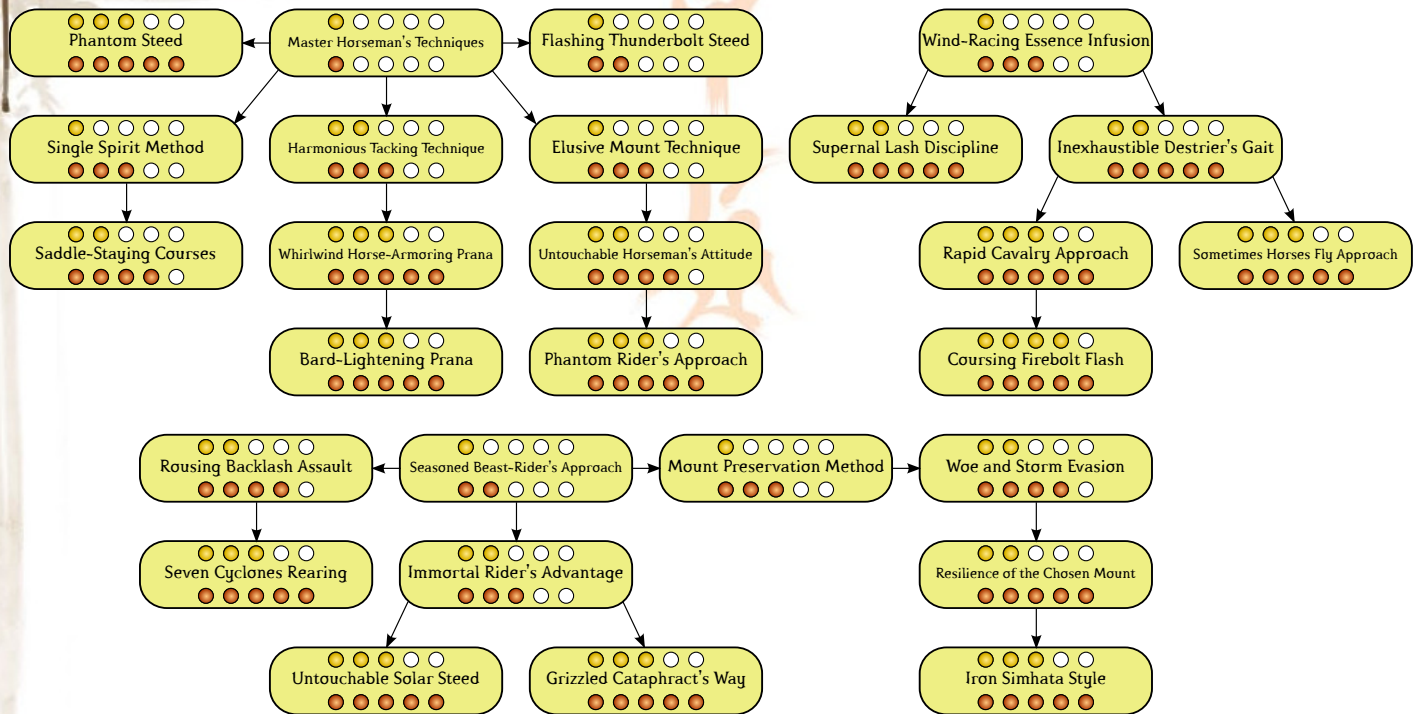 Phantom Steed
Master Horseman's Techniques
Flashing Thunderbolt Steed
Wind-Racing Essence Infusion
Single Spirit Method
Harmonious Tacking Technique
Elusive Mount Technique
Supernal Lash Discipline
Inexhaustible Destrier's Gait
Saddle-Staying Courses
Whirlwind Horse-Armoring Prana
Untouchable Horseman's Attitude
Rapid Cavalry Approach
Sometimes Horses Fly Approach
Bard-Lightening Prana
Phantom Rider's Approach
Coursing Firebolt Flash
Rousing Backlash Assault
Seasoned Beast-Rider's Approach
Mount Preservation Method
Woe and Storm Evasion
Seven Cyclones Rearing
Immortal Rider's Advantage
Resilience of the Chosen Mount
Untouchable Solar Steed
Grizzled Cataphract's Way
Iron Simhata Style